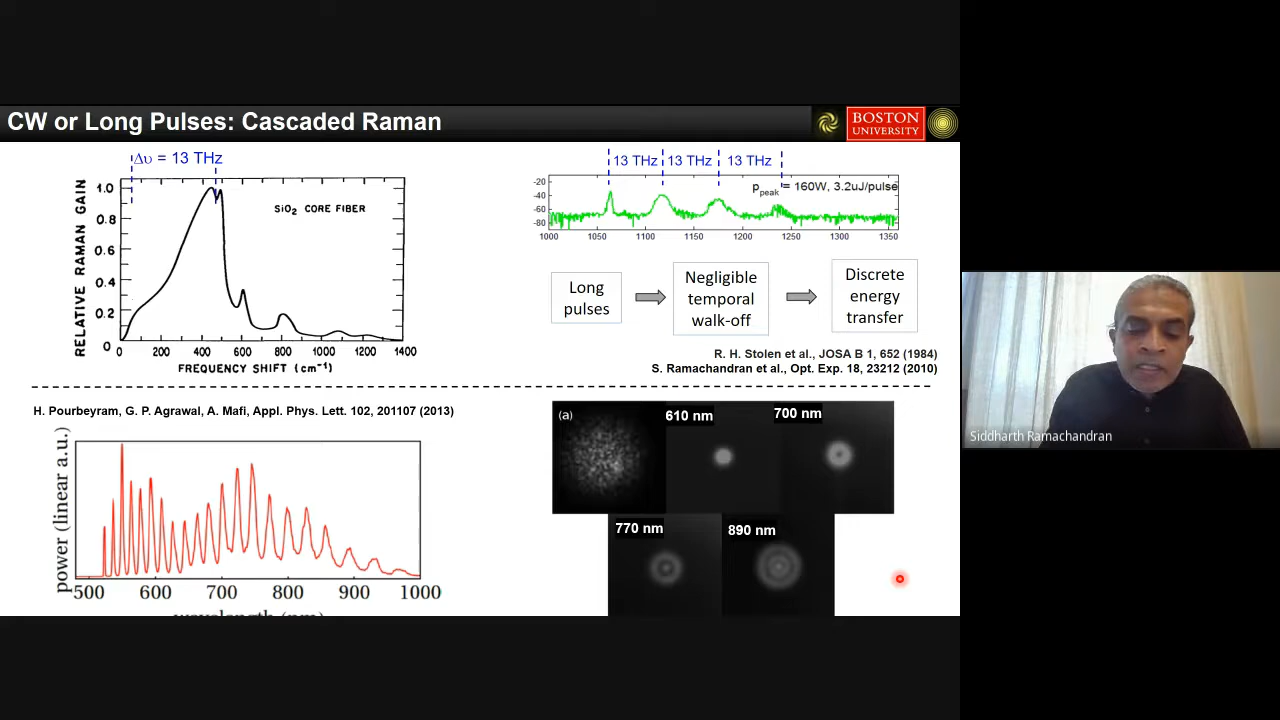 CW or Long Pulses: Cascaded Raman
BOSTON
UNIVERSITY
Δυ = 13 THz
RELATIVE RAMAN GAIN
1.0
0.8
0.6
0.4
0.2
0
SiO2 CORE FIBER
0 200 400 600 800 1000 1200 1400
FREQUENCY SHIFT (cm⁻¹)
13 THz 13 THz 13 THz
-20
-40
-60
-80
Ppeak = 160W, 3.2uJ/pulse
1000 1050 1100 1150 1200 1250 1300 1350
Long
pulses
Negligible
temporal
walk-off
Discrete
energy
transfer
R. H. Stolen et al., JOSA B 1, 652 (1984)
S. Ramachandran et al., Opt. Exp. 18, 23212 (2010)
H. Pourbeyram, G. P. Agrawal, A. Mafi, Appl. Phys. Lett. 102, 201107 (2013)
power (linear a.u.)
500 600 700 800 900 1000
wavelength (nm)
(a)
610 nm
700 nm
770 nm
890 nm
Siddharth Ramachandran